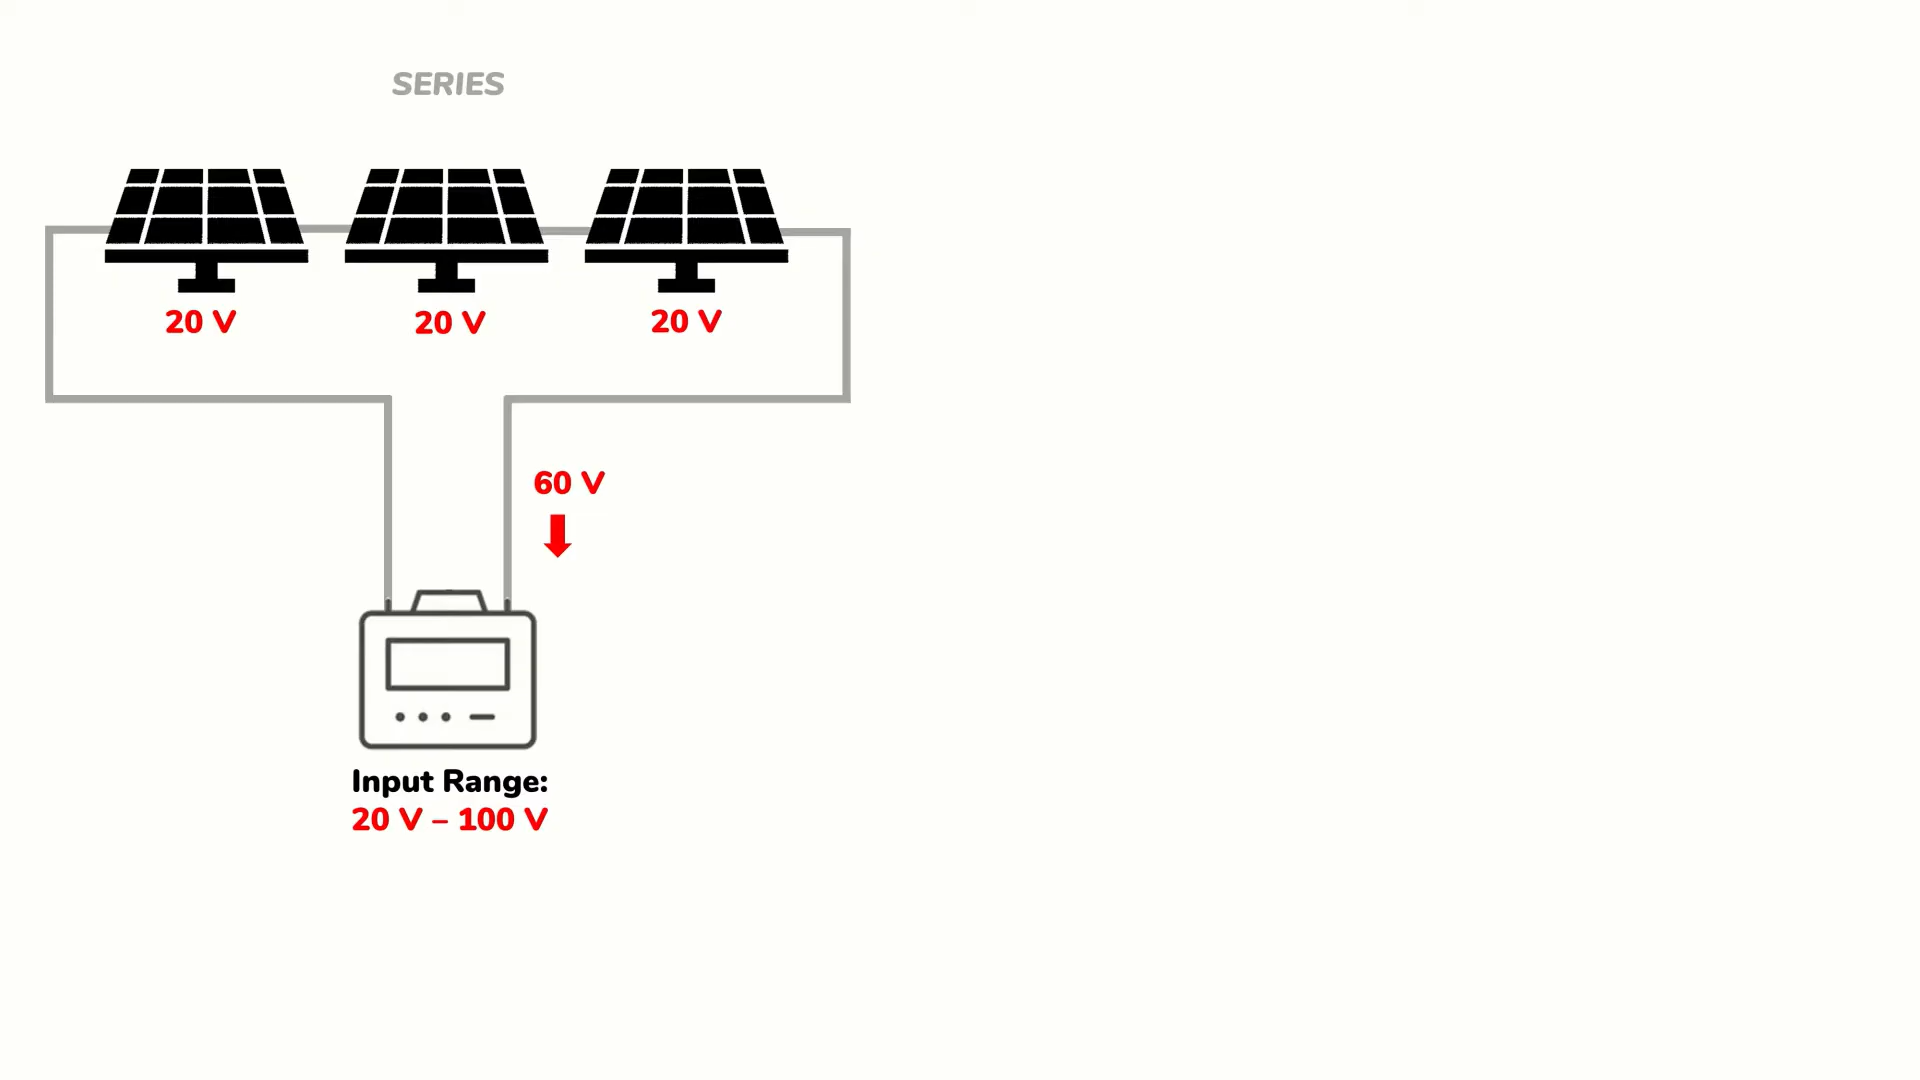 SERIES
20 V
20 V
20 V
60 V
Input Range:
20 V – 100 V